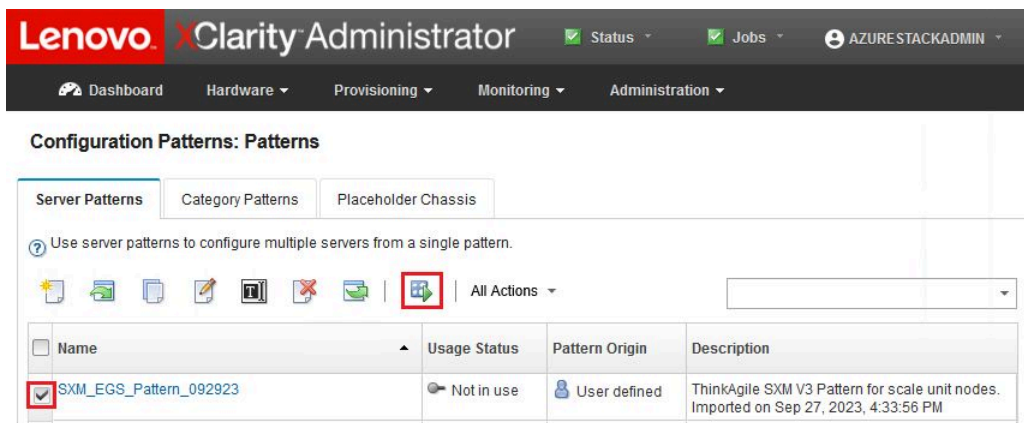 Lenovo. XClarity Administrator Status Jobs AZURESTACKADMIN
Dashboard Hardware Provisioning Monitoring Administration
Configuration Patterns: Patterns
Server Patterns Category Patterns Placeholder Chassis
? Use server patterns to configure multiple servers from a single pattern.
T All Actions
Name Usage Status Pattern Origin Description
SXM_EGS_Pattern_092923 Not in use User defined ThinkAgile SXM V3 Pattern for scale unit nodes.
Imported on Sep 27, 2023, 4:33:56 PM